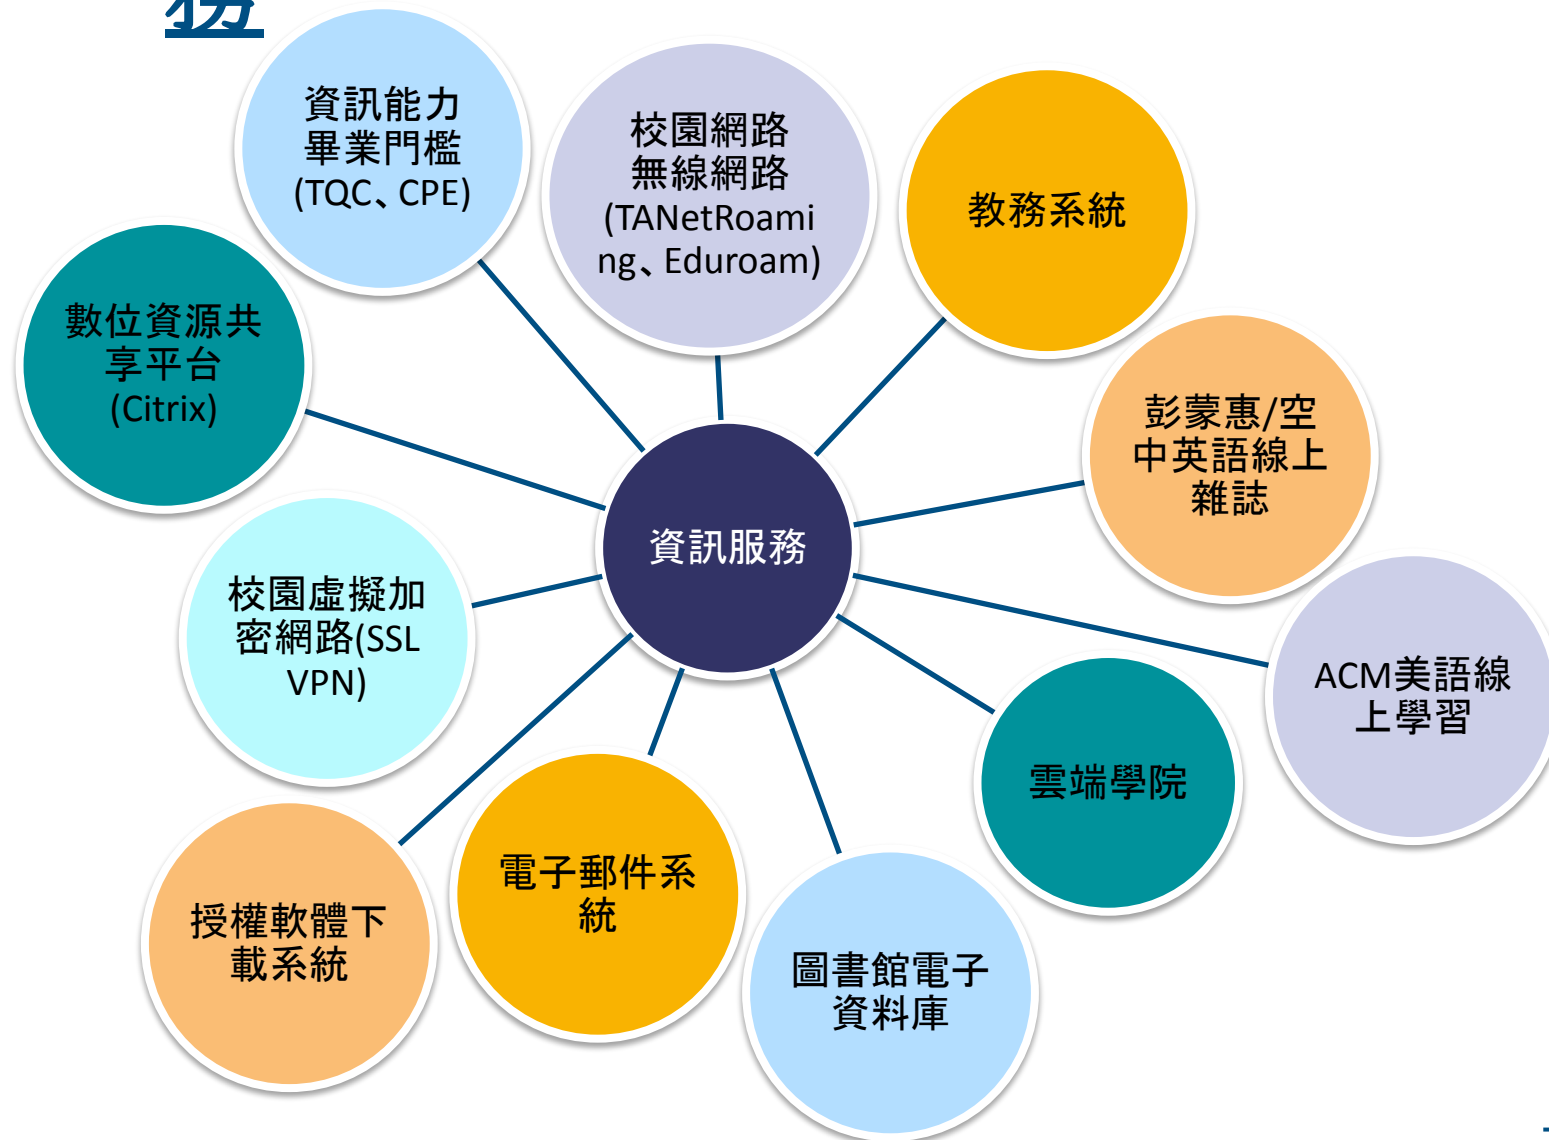 務
資訊能力
畢業門檻
(TQC、CPE)
校園網路
無線網路
(TANetRoami
ng、Eduroam)
教務系統
數位資源共
享平台
(Citrix)
彭蒙惠/空
中英語線上
雜誌
資訊服務
校園虛擬加
密網路(SSL
VPN)
ACM美語線
上學習
雲端學院
電子郵件系
統
授權軟體下
載系統
圖書館電子
資料庫